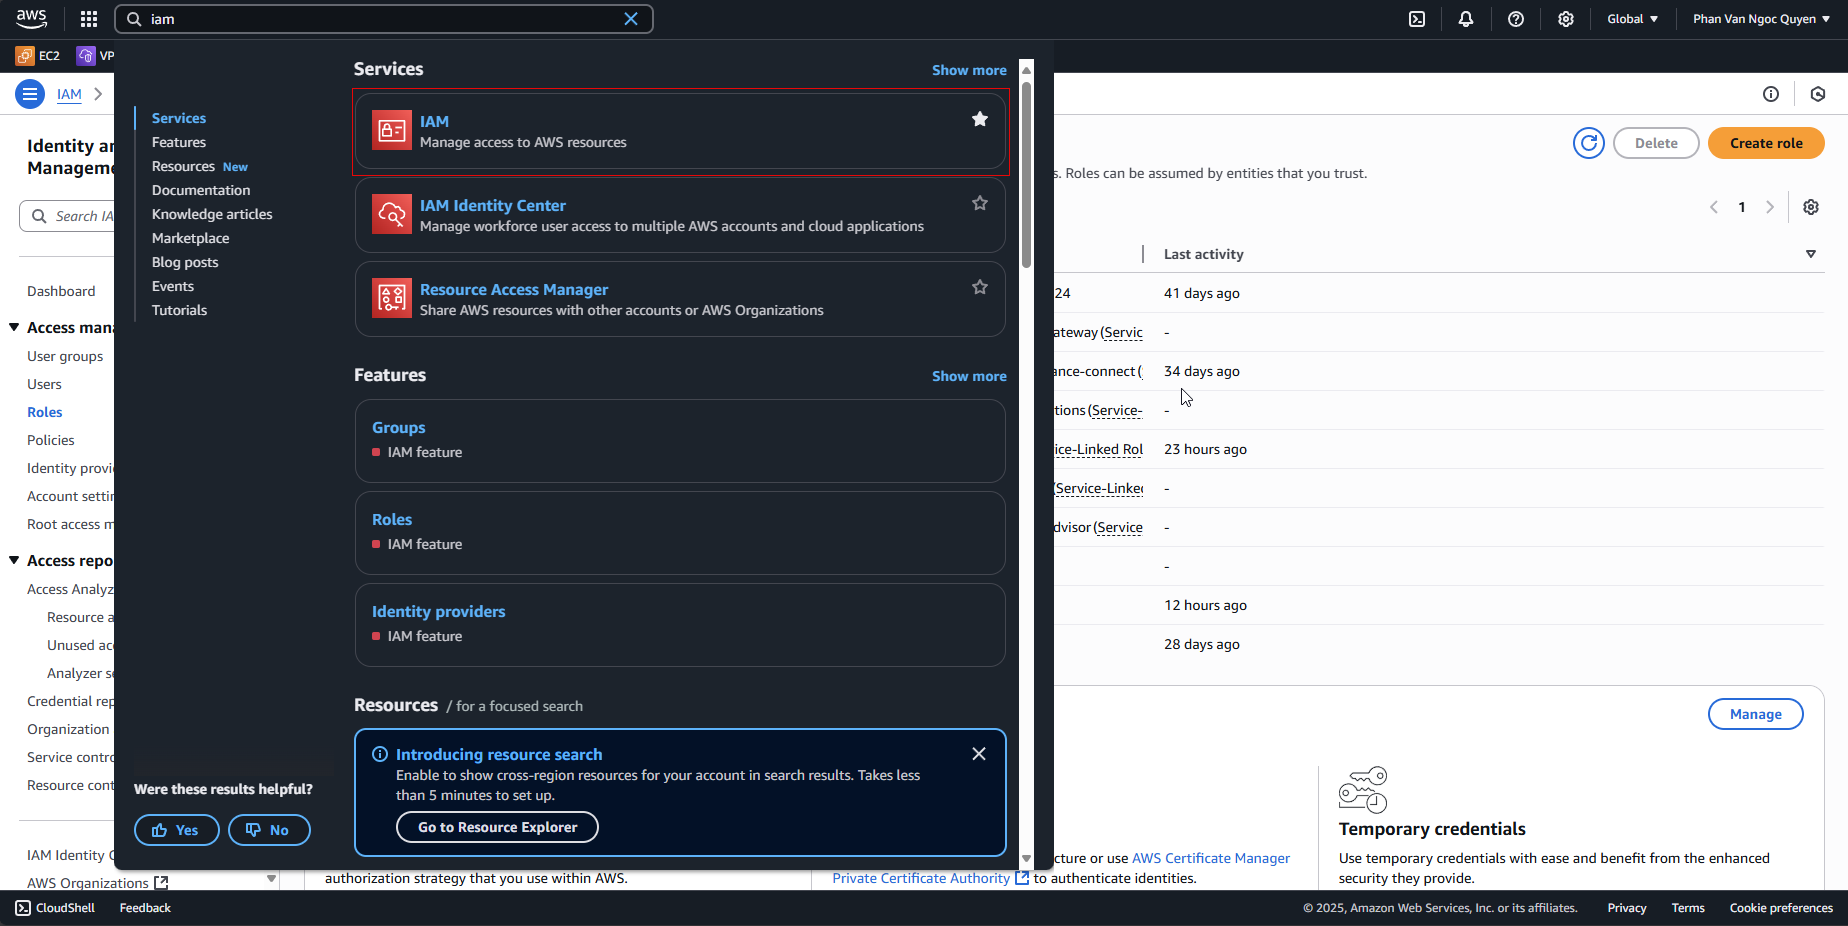 aws
iam
Global
Phan Van Ngoc Quyen
EC2
VP
IAM
Identity an
Manageme
Search IA
Dashboard
Access mana
User groups
Users
Roles
Policies
Identity provi
Account settin
Root access m
Access repo
Access Analyz
Resource a
Unused acc
Analyzer se
Credential rep
Organization
Service contro
Resource cont
IAM Identity C
AWS Organizations
Services
Features
Resources New
Documentation
Knowledge articles
Marketplace
Blog posts
Events
Tutorials
Were these results helpful?
Yes
No
Services
Show more
IAM
Manage access to AWS resources
IAM Identity Center
Manage workforce user access to multiple AWS accounts and cloud applications
Resource Access Manager
Share AWS resources with other accounts or AWS Organizations
Features
Show more
Groups
IAM feature
Roles
IAM feature
Identity providers
IAM feature
Resources / for a focused search
Introducing resource search
Enable to show cross-region resources for your account in search results. Takes less
than 5 minutes to set up.
Go to Resource Explorer
Delete
Create role
s. Roles can be assumed by entities that you trust.
1
Last activity
24 41 days ago
ateway (Servic -
ance-connect ( 34 days ago
tions (Service- -
ice-Linked Rol 23 hours ago
(Service-Linked -
dvisor (Service -
-
12 hours ago
28 days ago
Manage
authorization strategy that you use within AWS.
cture or use AWS Certificate Manager
Private Certificate Authority to authenticate identities.
Temporary credentials
Use temporary credentials with ease and benefit from the enhanced
security they provide.
CloudShell
Feedback
© 2025, Amazon Web Services, Inc. or its affiliates.
Privacy
Terms
Cookie preferences